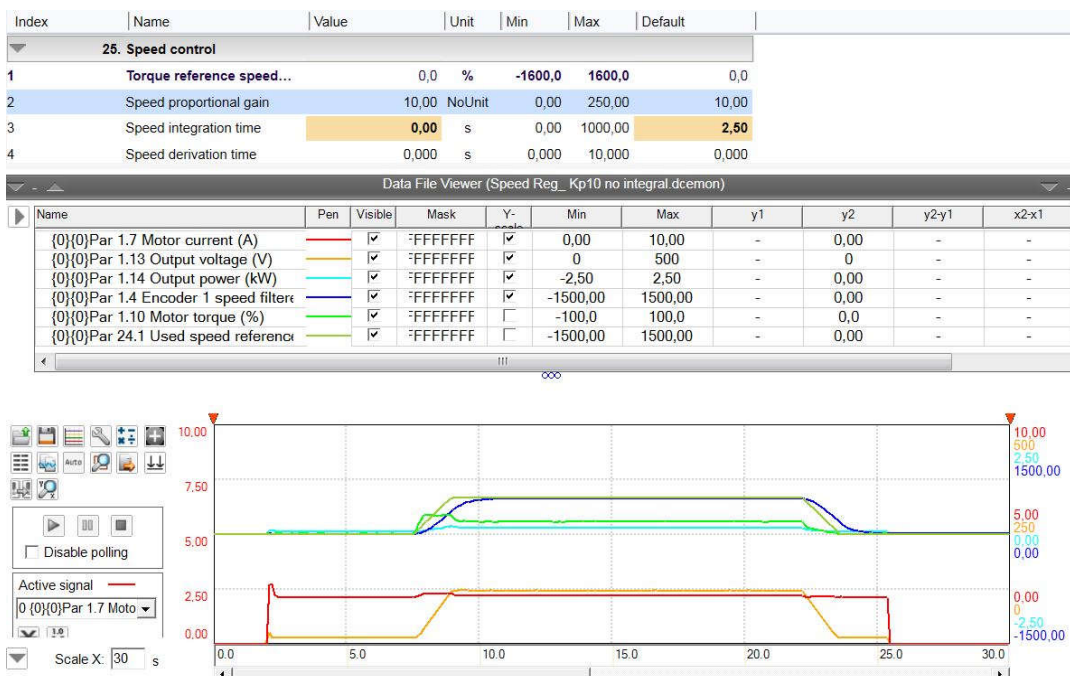 Index Name Value Unit Min Max Default
25. Speed control
1 Torque reference speed... 0,0 % -1600,0 1600,0 0,0
2 Speed proportional gain 10,00 NoUnit 0,00 250,00 10,00
3 Speed integration time 0,00 s 0,00 1000,00 2,50
4 Speed derivation time 0,000 s 0,000 10,000 0,000
Data File Viewer (Speed Reg_ Kp10 no integral.dcemon)
Name Pen Visible Mask Y- Min Max y1 y2 y2-y1 x2-x1
{0}{0}Par 1.7 Motor current (A) FFFFFFFF 0,00 10,00 - 0,00 - -
{0}{0}Par 1.13 Output voltage (V) FFFFFFFF 0 500 - 0 - -
{0}{0}Par 1.14 Output power (kW) FFFFFFFF -2,50 2,50 - 0,00 - -
{0}{0}Par 1.4 Encoder 1 speed filtere FFFFFFFF -1500,00 1500,00 - 0,00 - -
{0}{0}Par 1.10 Motor torque (%) FFFFFFFF -100,0 100,0 - 0,0 - -
{0}{0}Par 24.1 Used speed reference FFFFFFFF -1500,00 1500,00 - 0,00 - -
10,00
7,50
5,00
2,50
0,00
10,00
500
2,50
1500,00
5,00
250
0,00
0,00
0,00
0
-2,50
-1500,00
Auto
Disable polling
Active signal
0 {0}{0}Par 1.7 Moto
1.0
Scale X: 30 s
0.0 5.0 10.0 15.0 20.0 25.0 30.0